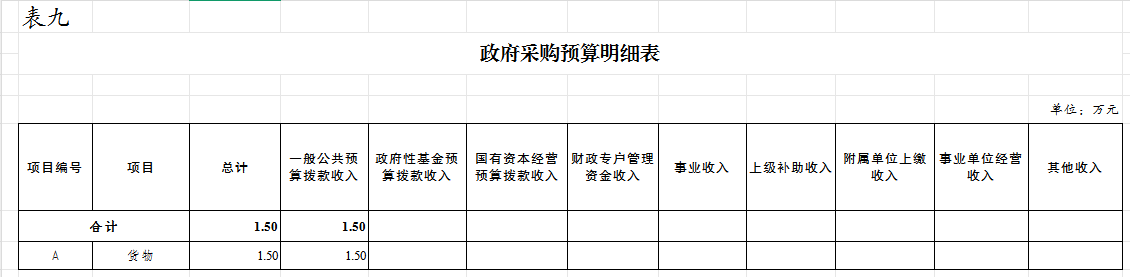 表九
政府采购预算明细表
单位：万元
项目编号 项目 总计 一般公共预算拨款收入 政府性基金预算拨款收入 国有资本经营预算拨款收入 财政专户管理资金收入 事业收入 上级补助收入 附属单位上缴收入 事业单位经营收入 其他收入
合计 1.50 1.50
A 货物 1.50 1.50